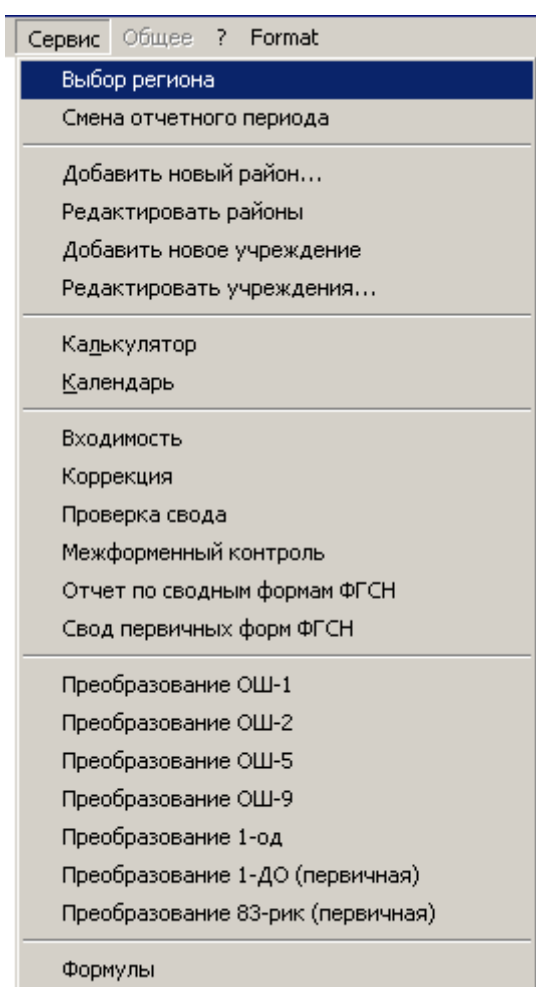 Сервис Общее ? Format
Выбор региона
Смена отчетного периода
Добавить новый район...
Редактировать районы
Добавить новое учреждение
Редактировать учреждения...
Калькулятор
Календарь
Входимость
Коррекция
Проверка свода
Межформенный контроль
Отчет по сводным формам ФГСН
Свод первичных форм ФГСН
Преобразование ОШ-1
Преобразование ОШ-2
Преобразование ОШ-5
Преобразование ОШ-9
Преобразование 1-од
Преобразование 1-ДО (первичная)
Преобразование 83-рик (первичная)
Формулы